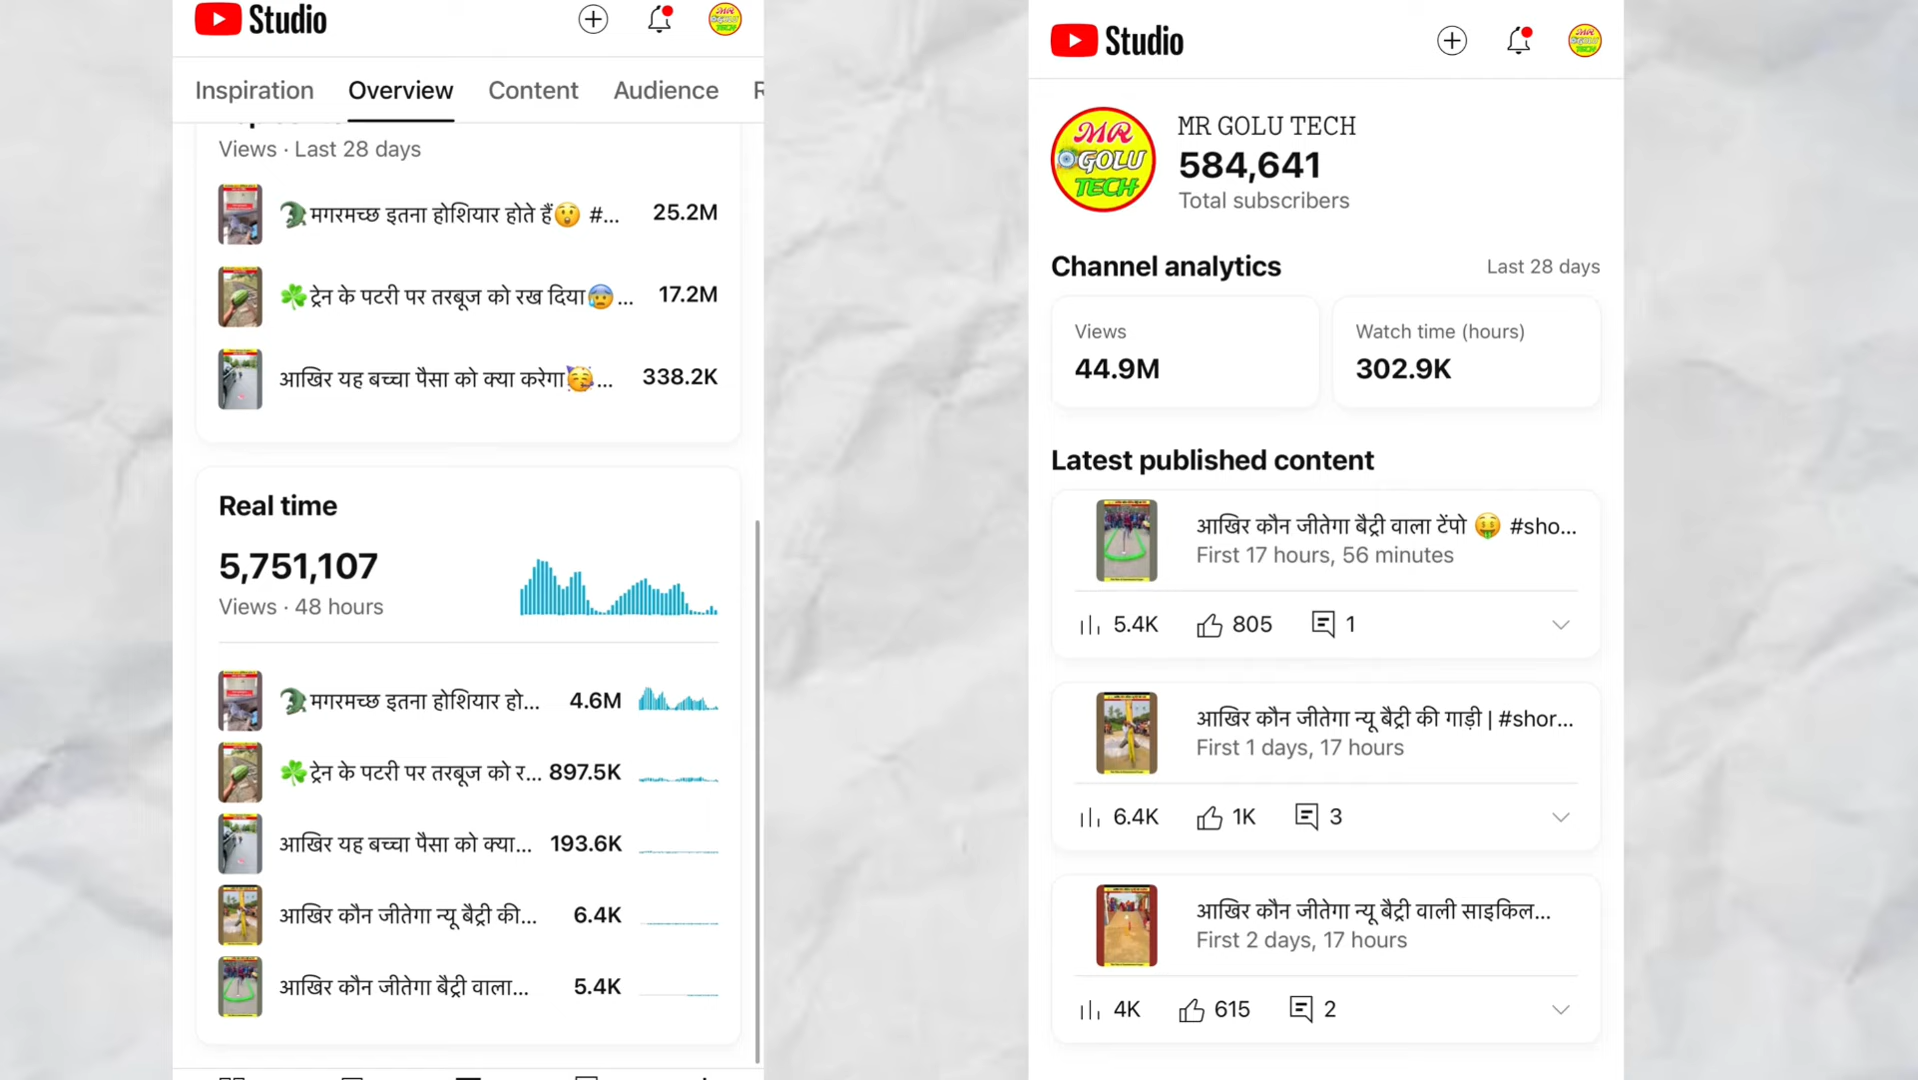 Studio
Inspiration Overview Content Audience
Views · Last 28 days
🐊मगरमच्छ इतना होशियार होते हैं😲 #... 25.2M
☘️ट्रेन के पटरी पर तरबूज को रख दिया😰... 17.2M
आखिर यह बच्चा पैसा को क्या करेगा🥳... 338.2K
Real time
5,751,107
Views · 48 hours
🐊मगरमच्छ इतना होशियार हो... 4.6M
☘️ट्रेन के पटरी पर तरबूज को र... 897.5K
आखिर यह बच्चा पैसा को क्या... 193.6K
आखिर कौन जीतेगा न्यू बैट्री की... 6.4K
आखिर कौन जीतेगा बैट्री वाला... 5.4K
Studio
MR GOLU TECH
MR GOLU TECH
584,641
Total subscribers
Channel analytics Last 28 days
Views
44.9M
Watch time (hours)
302.9K
Latest published content
आखिर कौन जीतेगा बैट्री वाला टेंपो 🤑 #sho...
First 17 hours, 56 minutes
5.4K 805 1
आखिर कौन जीतेगा न्यू बैट्री की गाड़ी | #shor...
First 1 days, 17 hours
6.4K 1K 3
आखिर कौन जीतेगा न्यू बैट्री वाली साइकिल...
First 2 days, 17 hours
4K 615 2